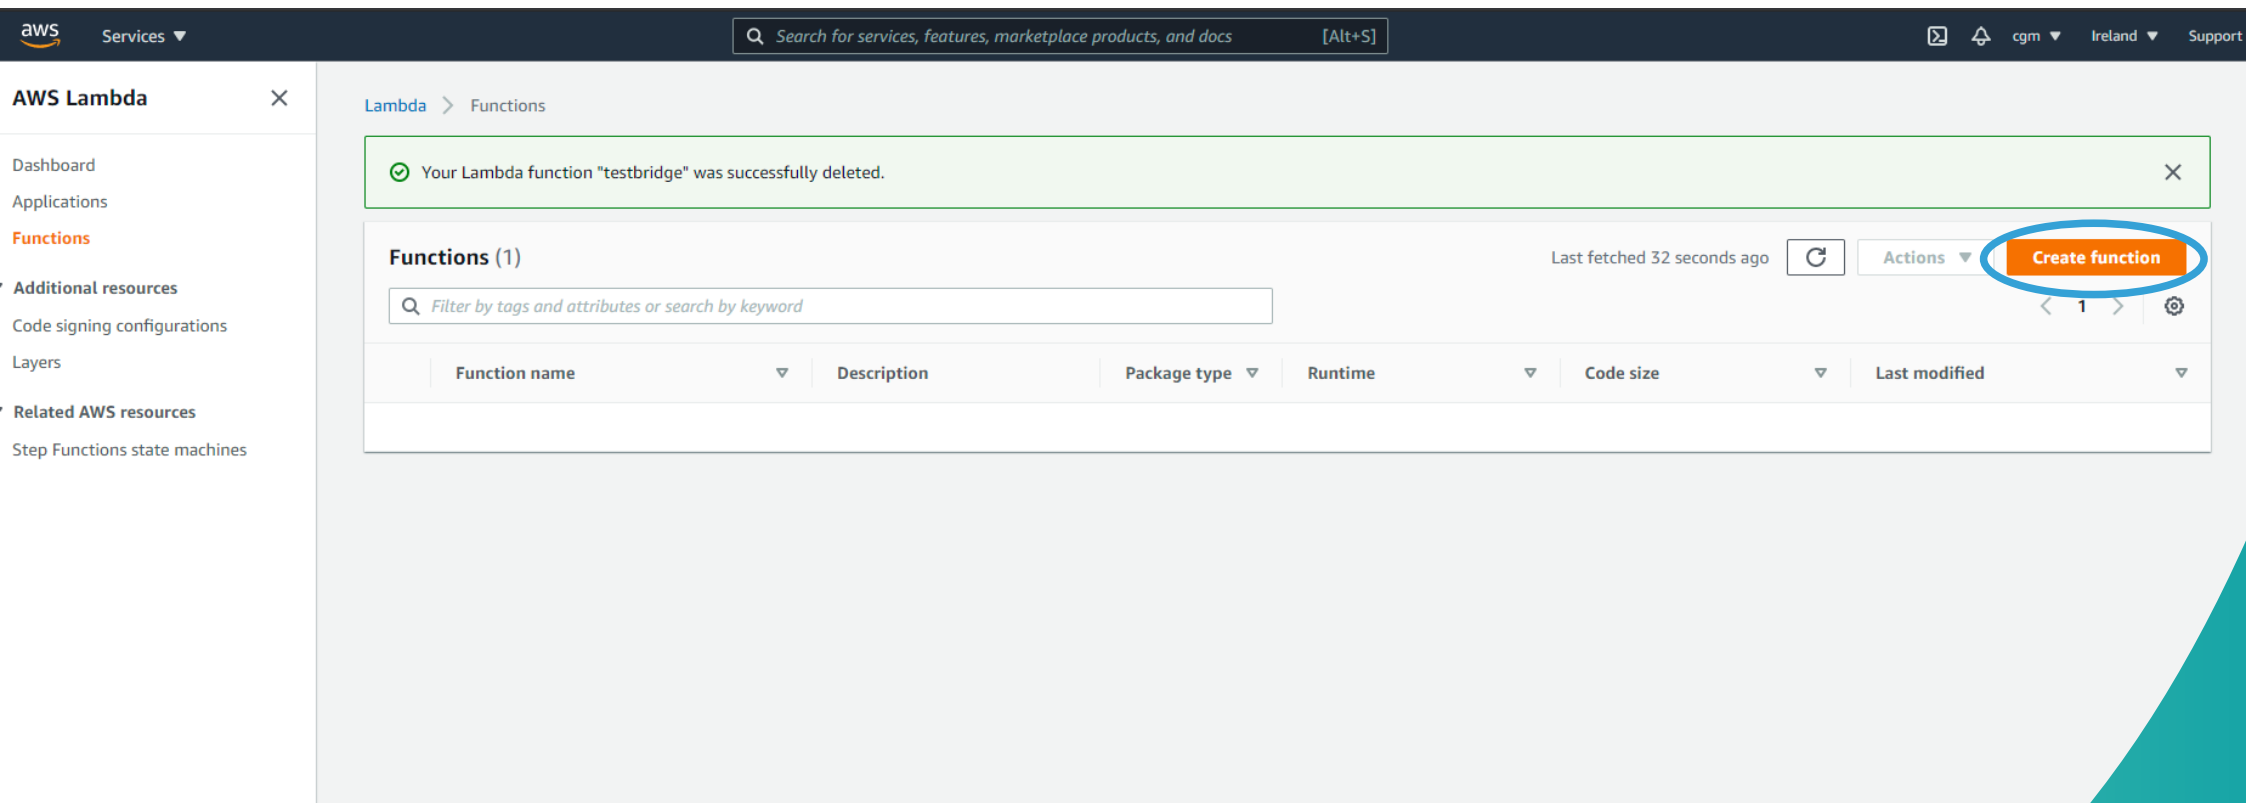 aws Services Search for services, features, marketplace products, and docs [Alt+S] cgm Ireland Support
AWS Lambda
Dashboard
Applications
Functions
Additional resources
Code signing configurations
Layers
Related AWS resources
Step Functions state machines
Lambda > Functions
Your Lambda function "testbridge" was successfully deleted.
Functions (1) Last fetched 32 seconds ago Actions Create function
Filter by tags and attributes or search by keyword < 1 >
Function name Description Package type Runtime Code size Last modified